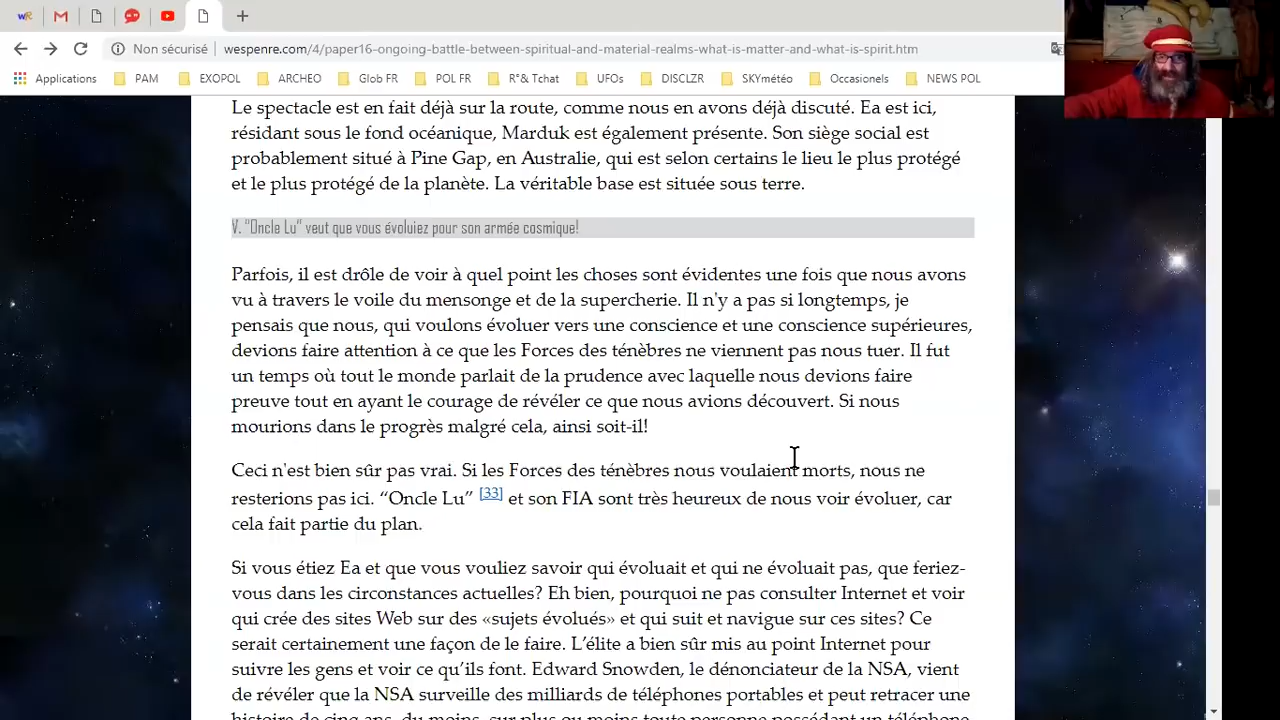 Non sécurisé
wespenre.com/4/paper16-ongoing-battle-between-spiritual-and-material-realms-what-is-matter-and-what-is-spirit.htm
Applications PAM EXOPOL ARCHEO Glob FR POL FR R°& Tchat UFOs DISCLZR SKYmétéo Occasionels NEWS POL
Le spectacle est en fait déjà sur la route, comme nous en avons déjà discuté. Ea est ici,
résidant sous le fond océanique, Marduk est également présente. Son siège social est
probablement situé à Pine Gap, en Australie, qui est selon certains le lieu le plus protégé
et le plus protégé de la planète. La véritable base est située sous terre.
V. “Oncle Lu” veut que vous évoluiez pour son armée cosmique!
Parfois, il est drôle de voir à quel point les choses sont évidentes une fois que nous avons
vu à travers le voile du mensonge et de la supercherie. Il n'y a pas si longtemps, je
pensais que nous, qui voulons évoluer vers une conscience et une conscience supérieures,
devions faire attention à ce que les Forces des ténèbres ne viennent pas nous tuer. Il fut
un temps où tout le monde parlait de la prudence avec laquelle nous devions faire
preuve tout en ayant le courage de révéler ce que nous avions découvert. Si nous
mourions dans le progrès malgré cela, ainsi soit-il!
Ceci n'est bien sûr pas vrai. Si les Forces des ténèbres nous voulaient morts, nous ne
resterions pas ici. “Oncle Lu” [33] et son FIA sont très heureux de nous voir évoluer, car
cela fait partie du plan.
Si vous étiez Ea et que vous vouliez savoir qui évoluait et qui ne évoluait pas, que feriez-
vous dans les circonstances actuelles? Eh bien, pourquoi ne pas consulter Internet et voir
qui crée des sites Web sur des «sujets évolués» et qui suit et navigue sur ces sites? Ce
serait certainement une façon de le faire. L’élite a bien sûr mis au point Internet pour
suivre les gens et voir ce qu’ils font. Edward Snowden, le dénonciateur de la NSA, vient
de révéler que la NSA surveille des milliards de téléphones portables et peut retracer une
histoire de cinq ans, du moins, sur plus ou moins toute personne possédant un téléphone